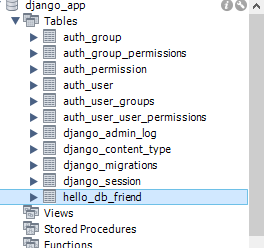 django_app
Tables
auth_group
auth_group_permissions
auth_permission
auth_user
auth_user_groups
auth_user_user_permissions
django_admin_log
django_content_type
django_migrations
django_session
hello_db_friend
Views
Stored Procedures
Functions